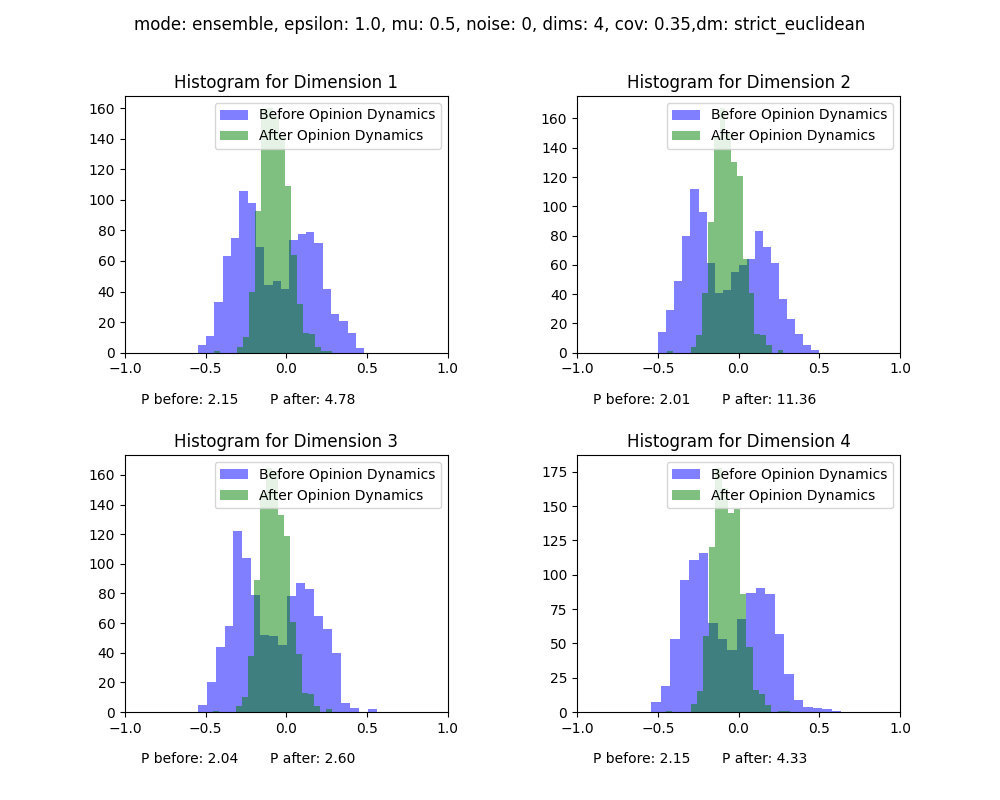 mode: ensemble, epsilon: 1.0, mu: 0.5, noise: 0, dims: 4, cov: 0.35,dm: strict_euclidean
Histogram for Dimension 1
Before Opinion Dynamics
After Opinion Dynamics
160
140
120
100
80
60
40
20
0
−1.0 −0.5 0.0 0.5 1.0
P before: 2.15 P after: 4.78
Histogram for Dimension 2
Before Opinion Dynamics
After Opinion Dynamics
160
140
120
100
80
60
40
20
0
−1.0 −0.5 0.0 0.5 1.0
P before: 2.01 P after: 11.36
Histogram for Dimension 3
Before Opinion Dynamics
After Opinion Dynamics
160
140
120
100
80
60
40
20
0
−1.0 −0.5 0.0 0.5 1.0
P before: 2.04 P after: 2.60
Histogram for Dimension 4
Before Opinion Dynamics
After Opinion Dynamics
175
150
125
100
75
50
25
0
−1.0 −0.5 0.0 0.5 1.0
P before: 2.15 P after: 4.33